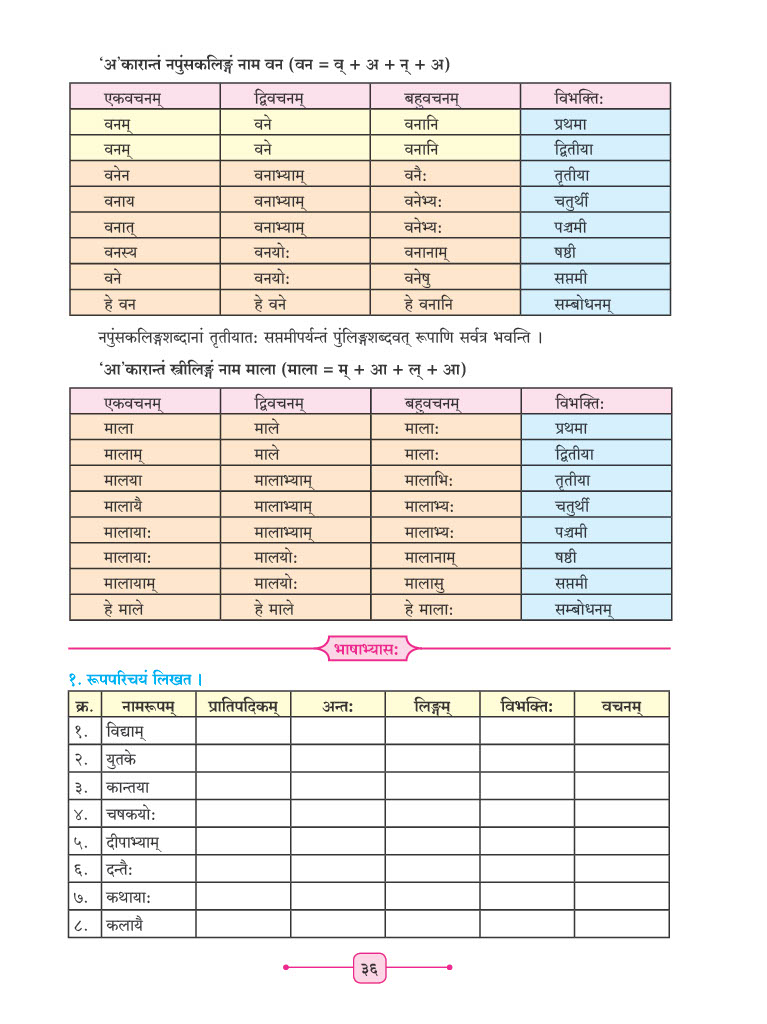 ‘अ’कारान्तं नपुंसकलिङ्गं नाम वन (वन = व् + अ + न् + अ)
एकवचनम् द्विवचनम् बहुवचनम् विभक्तिः
वनम् वने वनानि प्रथमा
वनम् वने वनानि द्वितीया
वनेन वनाभ्याम् वनैः तृतीया
वनाय वनाभ्याम् वनेभ्यः चतुर्थी
वनात् वनाभ्याम् वनेभ्यः पञ्चमी
वनस्य वनयोः वनानाम् षष्ठी
वने वनयोः वनेषु सप्तमी
हे वन हे वने हे वनानि सम्बोधनम्
नपुंसकलिङ्गशब्दानां तृतीयातः सप्तमीपर्यन्तं पुंलिङ्गशब्दवत् रूपाणि सर्वत्र भवन्ति ।
‘आ’कारान्तं स्त्रीलिङ्गं नाम माला (माला = म् + आ + ल् + आ)
एकवचनम् द्विवचनम् बहुवचनम् विभक्तिः
माला माले मालाः प्रथमा
मालाम् माले मालाः द्वितीया
मालया मालाभ्याम् मालाभिः तृतीया
मालायै मालाभ्याम् मालाभ्यः चतुर्थी
मालायाः मालाभ्याम् मालाभ्यः पञ्चमी
मालायाः मालयोः मालानाम् षष्ठी
मालायाम् मालयोः मालासु सप्तमी
हे माले हे माले हे मालाः सम्बोधनम्
भाषाभ्यासः
१. रूपपरिचयं लिखत ।
क्र. नामरूपम् प्रातिपदिकम् अन्तः लिङ्गम् विभक्तिः वचनम्
१. विद्याम्
२. युतके
३. कान्तया
४. चषकयोः
५. दीपाभ्याम्
६. दन्तैः
७. कथायाः
८. कलायै
३६